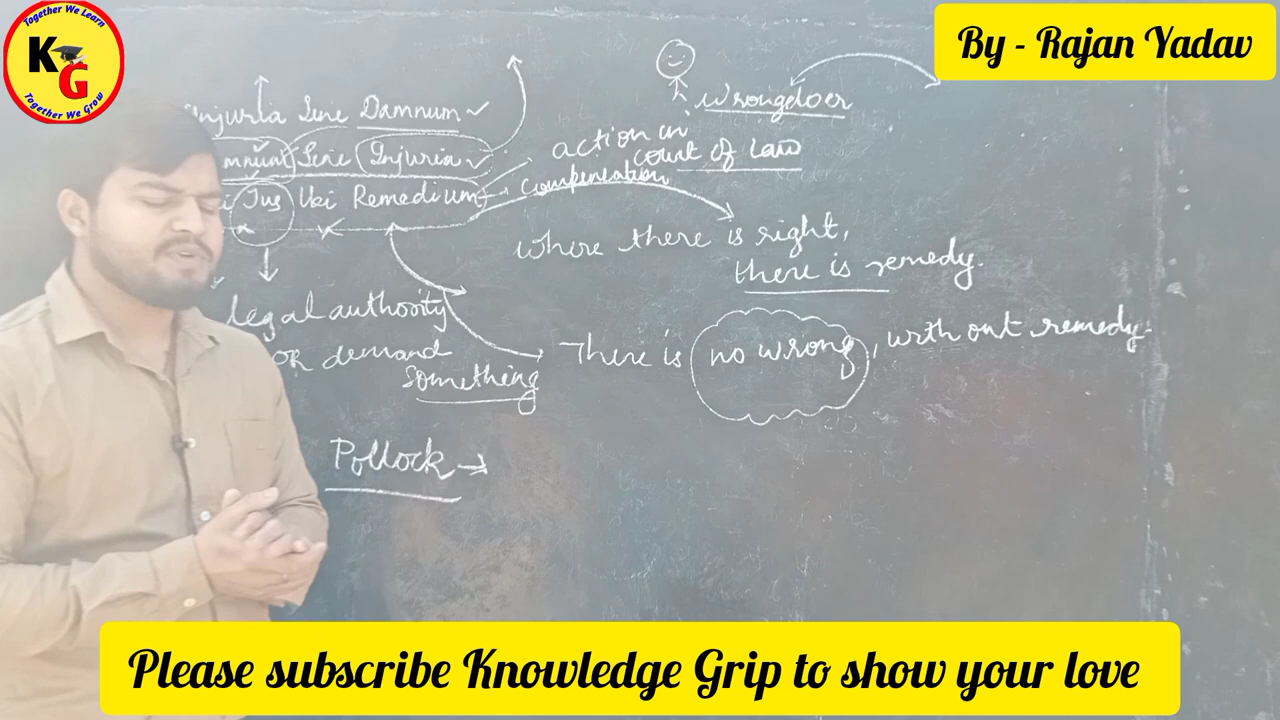 Together We Learn
KG
Together We Grow
By - Rajan Yadav
Injuria Sine Damnum
Sine Injuria
Jus Ubi Remedium
wrongdoer
action in
court of law
compensation
where there is right,
there is remedy.
legal authority
or demand
something
There is no wrong, without remedy.
Pollock
Please subscribe Knowledge Grip to show your love